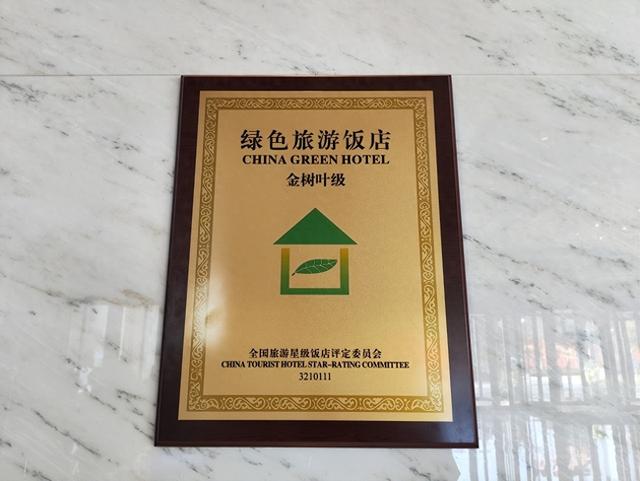 绿色旅游饭店
CHINA GREEN HOTEL
金树叶级
全国旅游星级饭店评定委员会
CHINA TOURIST HOTEL STAR-RATING COMMITTEE
3210111